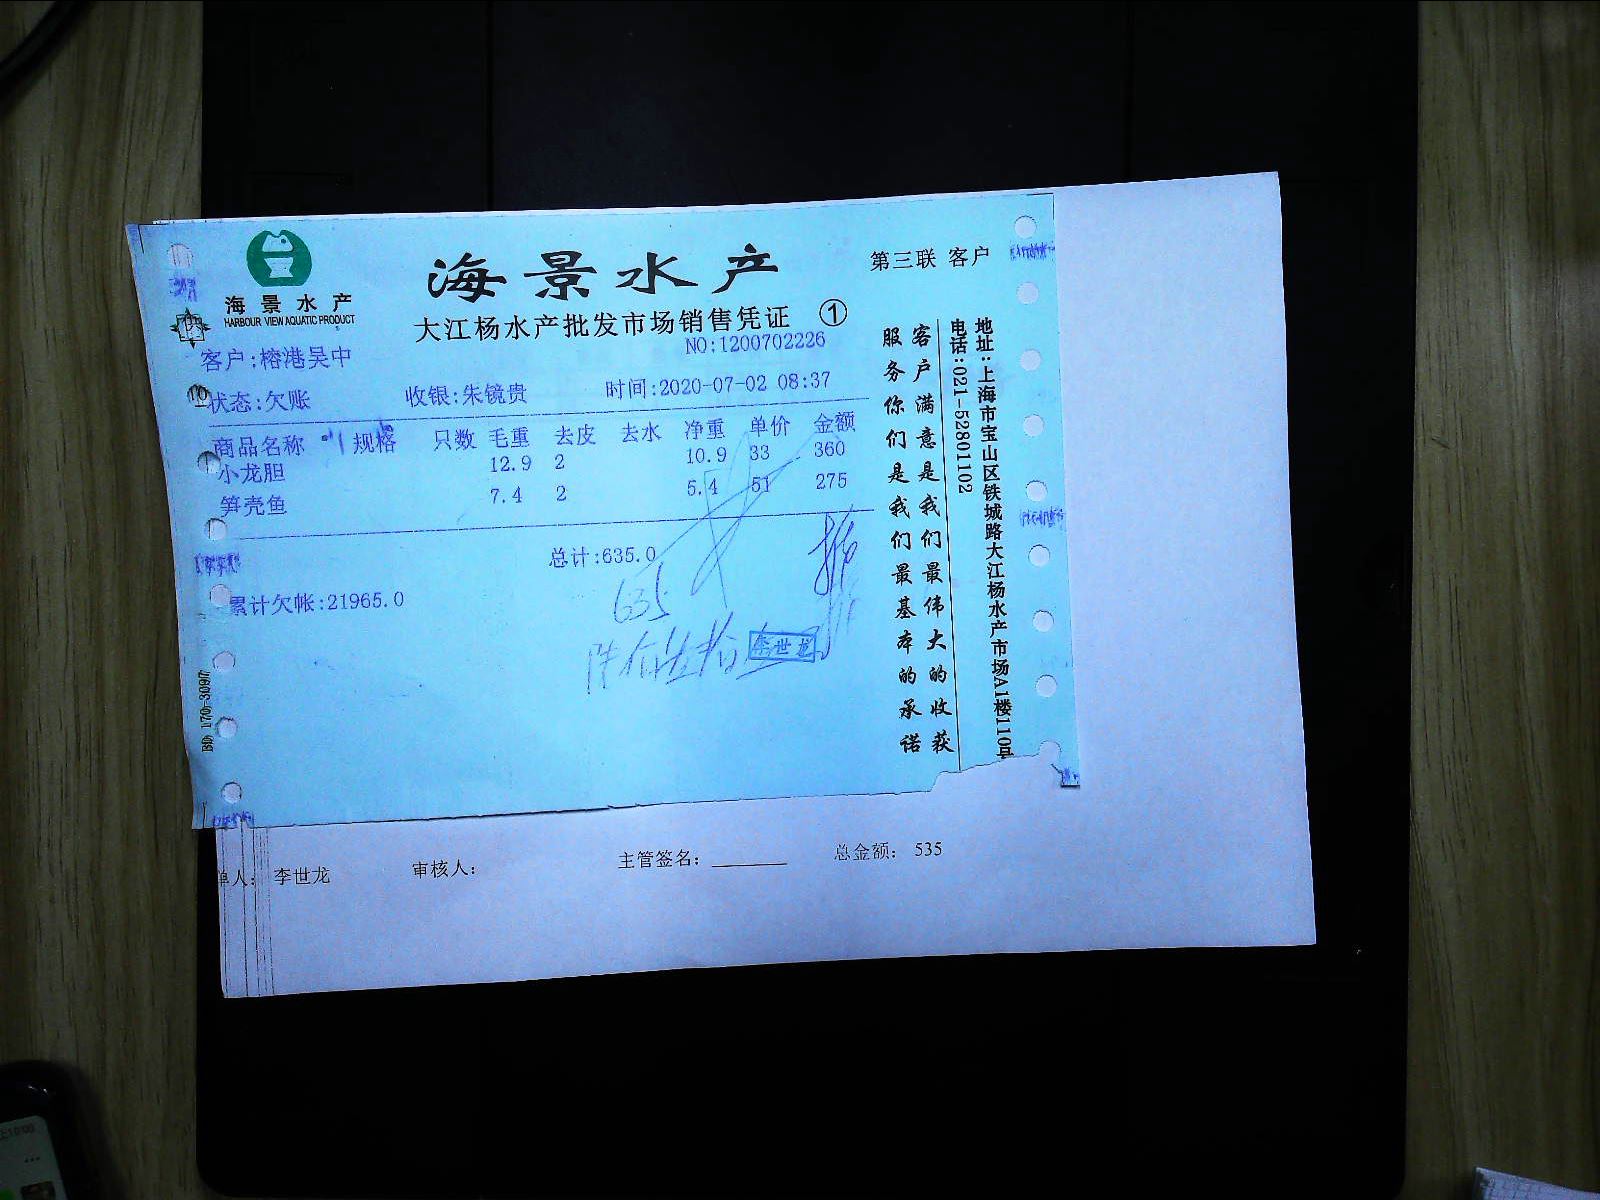 海景水产
HARBOUR VIEW AQUATIC PRODUCT
海景水产
第三联 客户
大江杨水产批发市场销售凭证 ①
NO:1200702226
客户:榕港吴中
状态:欠账 收银:朱镜贵 时间:2020-07-02 08:37
商品名称 规格 只数 毛重 去皮 去水 净重 单价 金额
小龙胆 12.9 2 10.9 33 360
笋壳鱼 7.4 2 5.4 51 275
总计:635.0
635
累计欠帐:21965.0
李世龙
客户满意是我们最伟大的收获
服务你们是我们最基本的承诺
地址:上海市宝山区铁城路大江杨水产市场A1楼110号
电话:021-52801102
单人: 李世龙 审核人: 主管签名: 总金额: 535
10:00